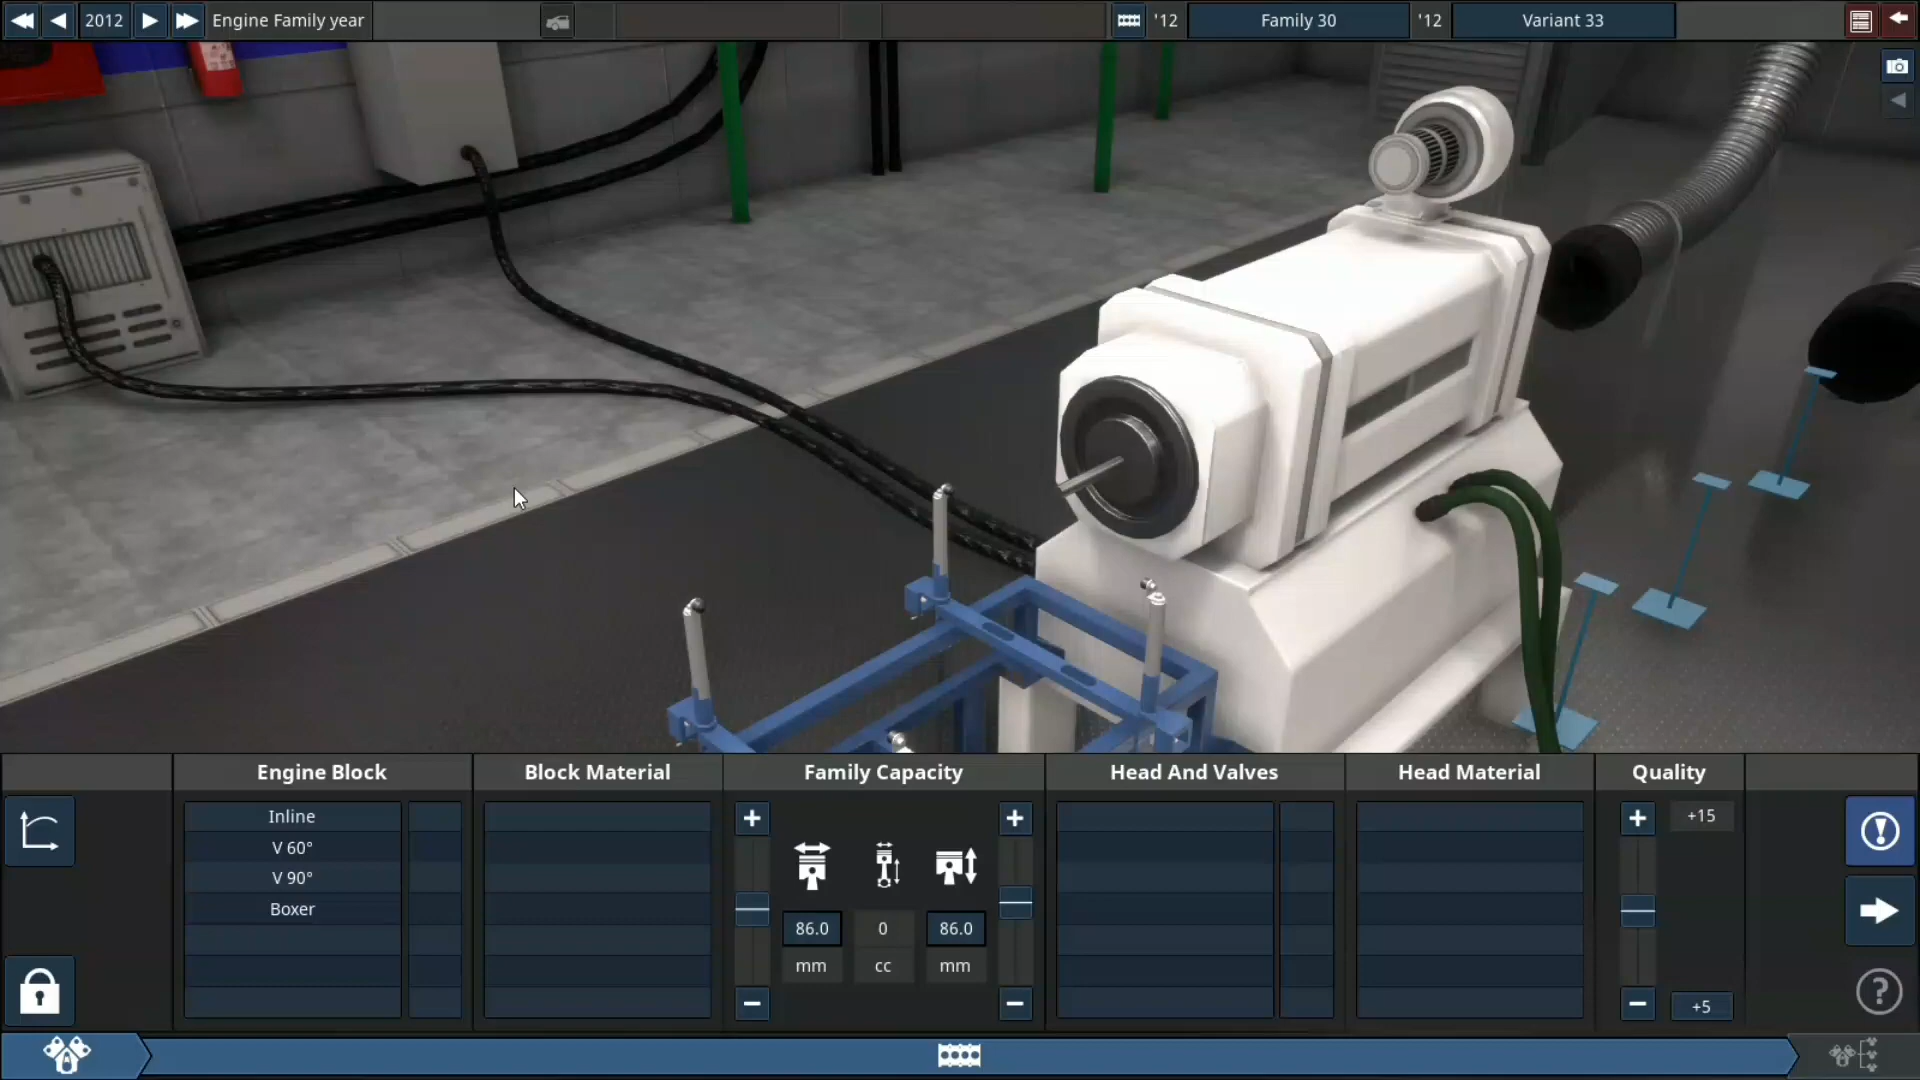 2012 Engine Family year '12 Family 30 '12 Variant 33
Engine Block Block Material Family Capacity Head And Valves Head Material Quality
Inline +15
V 60°
V 90°
Boxer
86.0 0 86.0
mm cc mm
+5
?